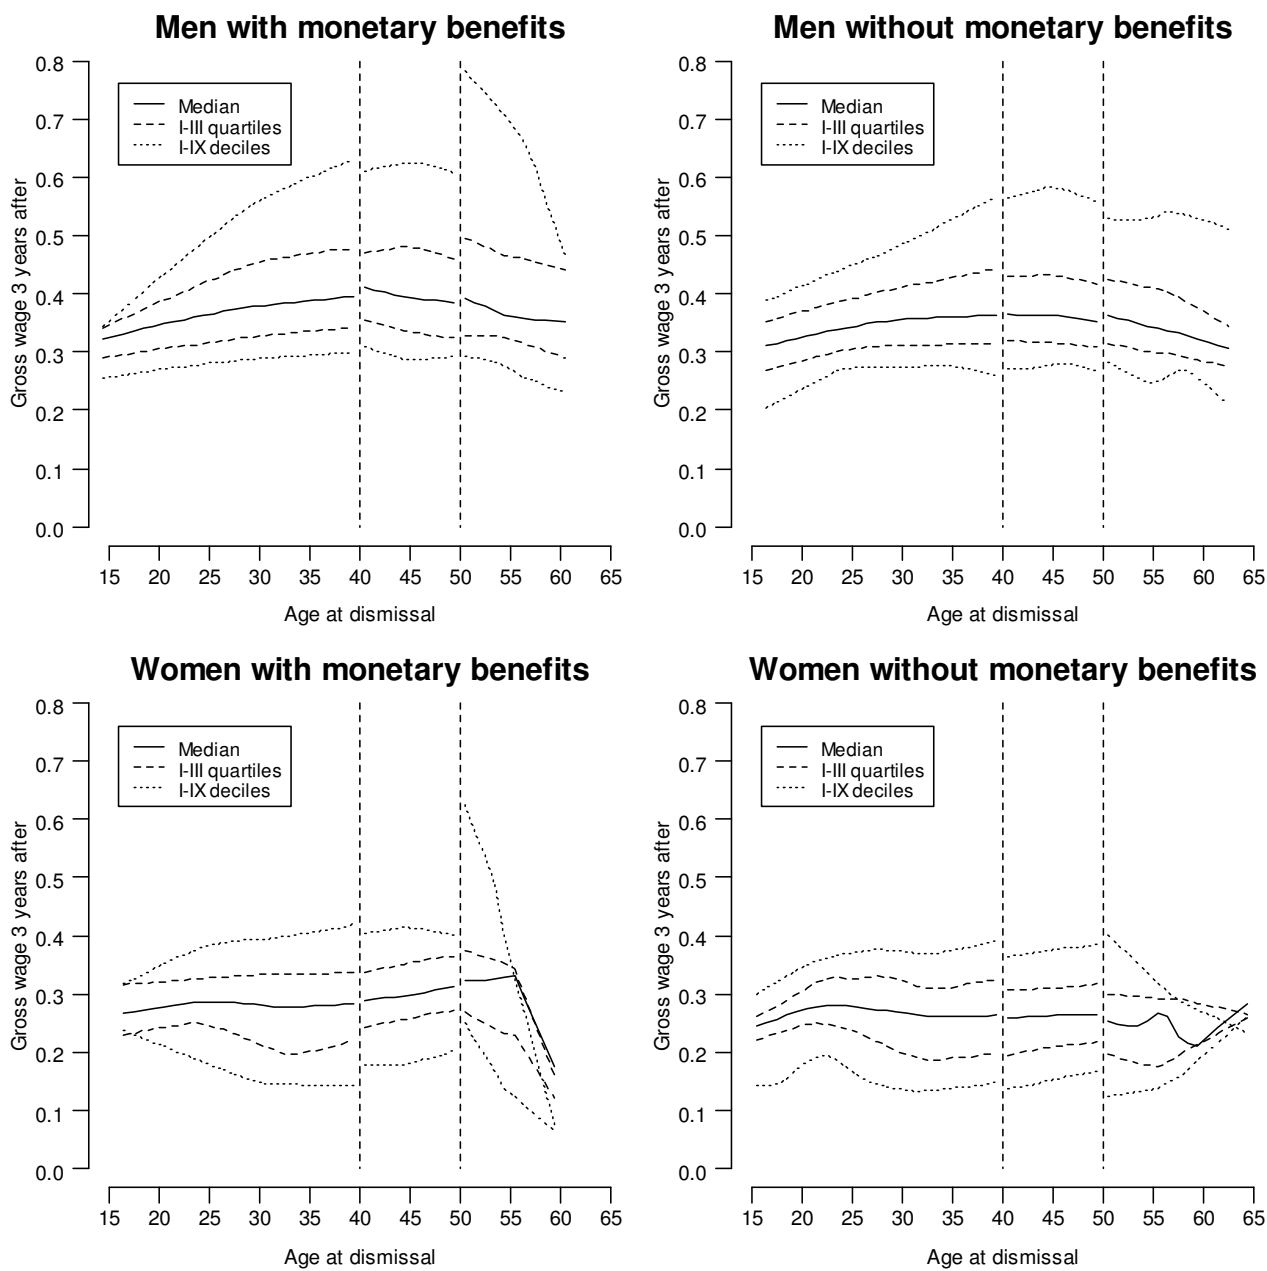 Men with monetary benefits
Gross wage 3 years after
0.8
0.7
0.6
0.5
0.4
0.3
0.2
0.1
0.0
Median
I-III quartiles
I-IX deciles
15 20 25 30 35 40 45 50 55 60 65
Age at dismissal
Men without monetary benefits
Gross wage 3 years after
0.8
0.7
0.6
0.5
0.4
0.3
0.2
0.1
0.0
Median
I-III quartiles
I-IX deciles
15 20 25 30 35 40 45 50 55 60 65
Age at dismissal
Women with monetary benefits
Gross wage 3 years after
0.8
0.7
0.6
0.5
0.4
0.3
0.2
0.1
0.0
Median
I-III quartiles
I-IX deciles
15 20 25 30 35 40 45 50 55 60 65
Age at dismissal
Women without monetary benefits
Gross wage 3 years after
0.8
0.7
0.6
0.5
0.4
0.3
0.2
0.1
0.0
Median
I-III quartiles
I-IX deciles
15 20 25 30 35 40 45 50 55 60 65
Age at dismissal